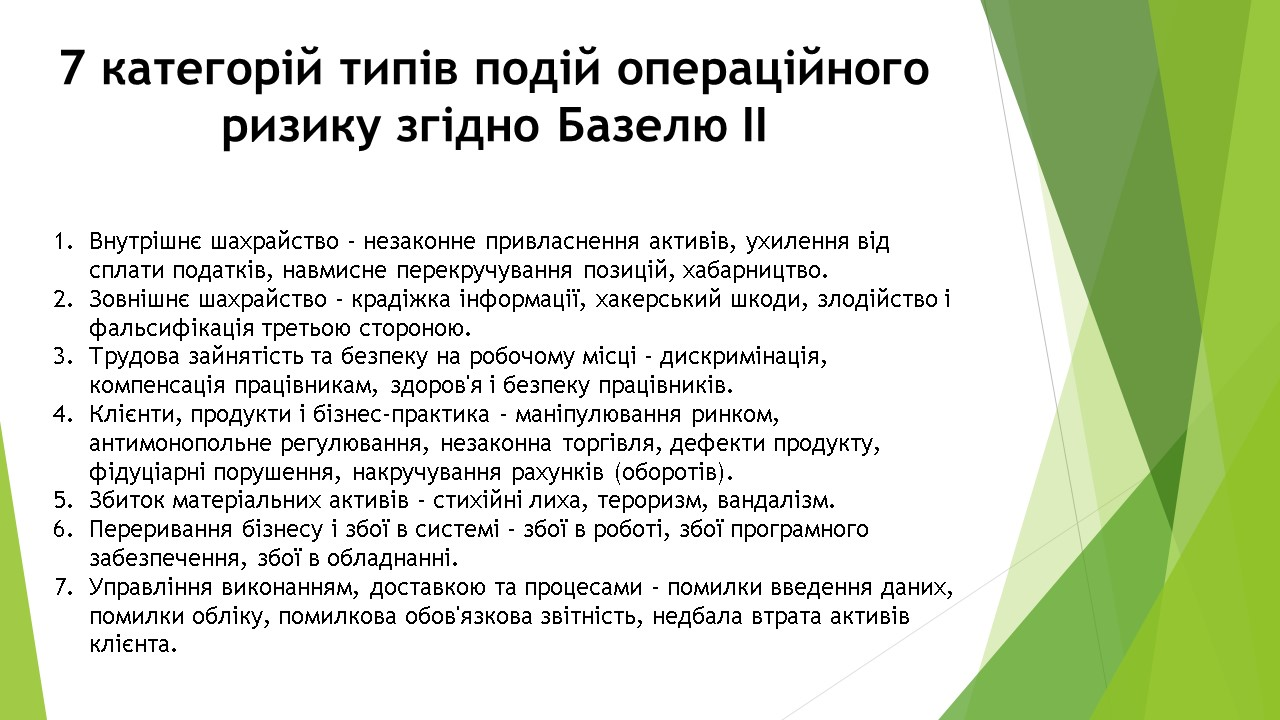 7 категорій типів подій операційного
ризику згідно Базелю II
1. Внутрішнє шахрайство - незаконне привласнення активів, ухилення від
сплати податків, навмисне перекручування позицій, хабарництво.
2. Зовнішнє шахрайство - крадіжка інформації, хакерський шкоди, злодійство і
фальсифікація третьою стороною.
3. Трудова зайнятість та безпеку на робочому місці - дискримінація,
компенсація працівникам, здоров'я і безпеку працівників.
4. Клієнти, продукти і бізнес-практика - маніпулювання ринком,
антимонопольне регулювання, незаконна торгівля, дефекти продукту,
фідуціарні порушення, накручування рахунків (оборотів).
5. Збиток матеріальних активів - стихійні лиха, тероризм, вандалізм.
6. Переривання бізнесу і збої в системі - збої в роботі, збої програмного
забезпечення, збої в обладнанні.
7. Управління виконанням, доставкою та процесами - помилки введення даних,
помилки обліку, помилкова обов'язкова звітність, недбала втрата активів
клієнта.